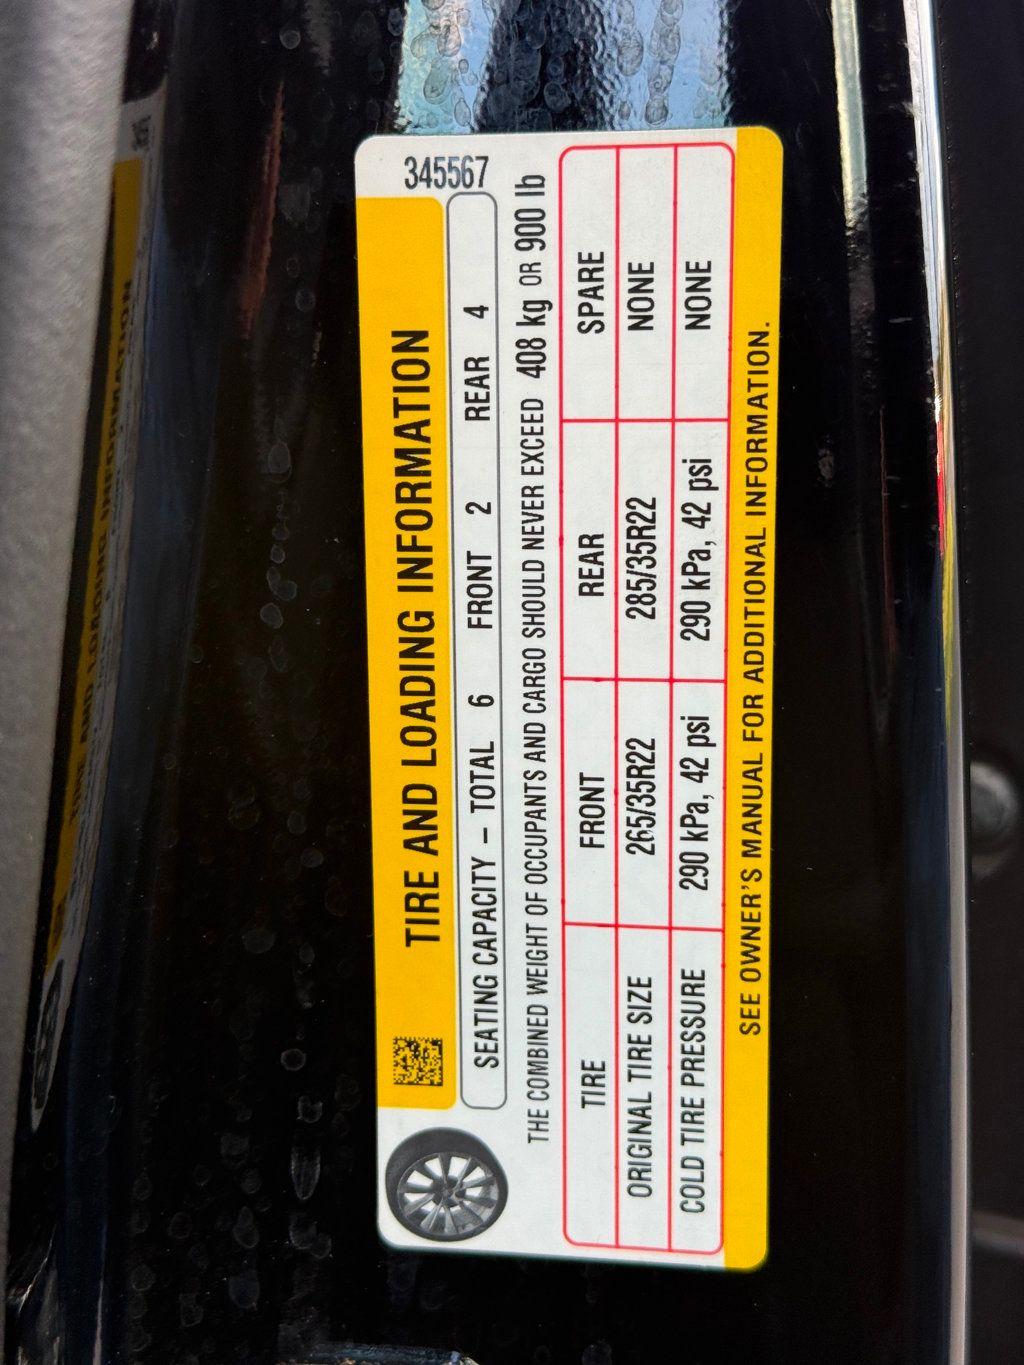 345567
TIRE AND LOADING INFORMATION
SEATING CAPACITY – TOTAL 6 FRONT 2 REAR 4
THE COMBINED WEIGHT OF OCCUPANTS AND CARGO SHOULD NEVER EXCEED 408 kg OR 900 lb
TIRE FRONT REAR SPARE
ORIGINAL TIRE SIZE 265/35R22 285/35R22 NONE
COLD TIRE PRESSURE 290 kPa, 42 psi 290 kPa, 42 psi NONE
SEE OWNER'S MANUAL FOR ADDITIONAL INFORMATION.